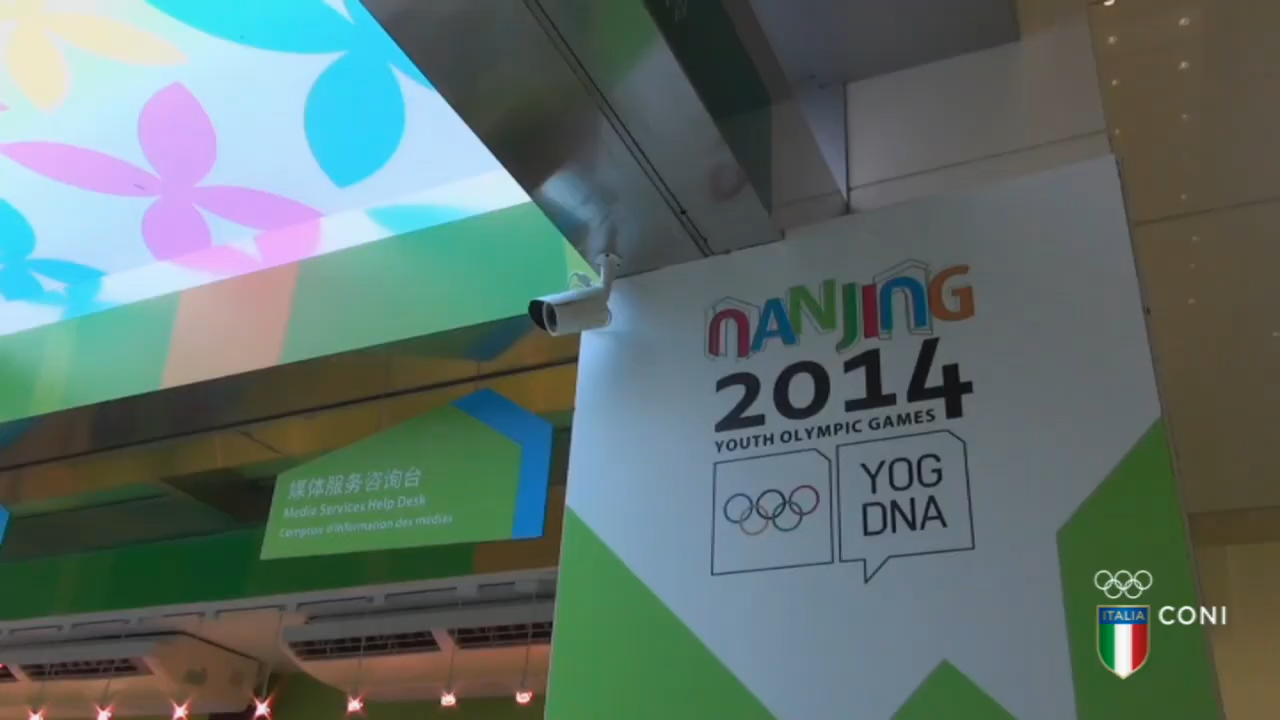 NANJING
2014
YOUTH OLYMPIC GAMES
YOG
DNA
媒体服务咨询台
Media Services Help Desk
Comptoir d'information des médias
ITALIA
CONI